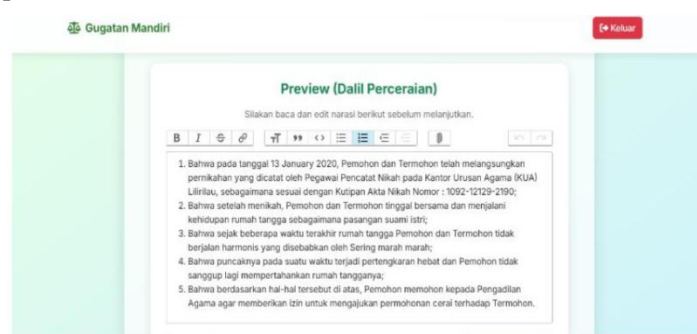 Gugatan Mandiri
Keluar
Preview (Dalil Perceraian)
Silakan baca dan edit narasi berikut sebelum melanjutkan.
1. Bahwa pada tanggal 13 January 2020, Pemohon dan Termohon telah melangsungkan
pernikahan yang dicatat oleh Pegawai Pencatat Nikah pada Kantor Urusan Agama (KUA)
Lilirilau, sebagaimana sesuai dengan Kutipan Akta Nikah Nomor : 1092-12129-2190;
2. Bahwa setelah menikah, Pemohon dan Termohon tinggal bersama dan menjalani
kehidupan rumah tangga sebagaimana pasangan suami istri;
3. Bahwa sejak beberapa waktu terakhir rumah tangga Pemohon dan Termohon tidak
berjalan harmonis yang disebabkan oleh Sering marah marah;
4. Bahwa puncaknya pada suatu waktu terjadi pertengkaran hebat dan Pemohon tidak
sanggup lagi mempertahankan rumah tangganya;
5. Bahwa berdasarkan hal-hal tersebut di atas, Pemohon memohon kepada Pengadilan
Agama agar memberikan izin untuk mengajukan permohonan cerai terhadap Termohon.